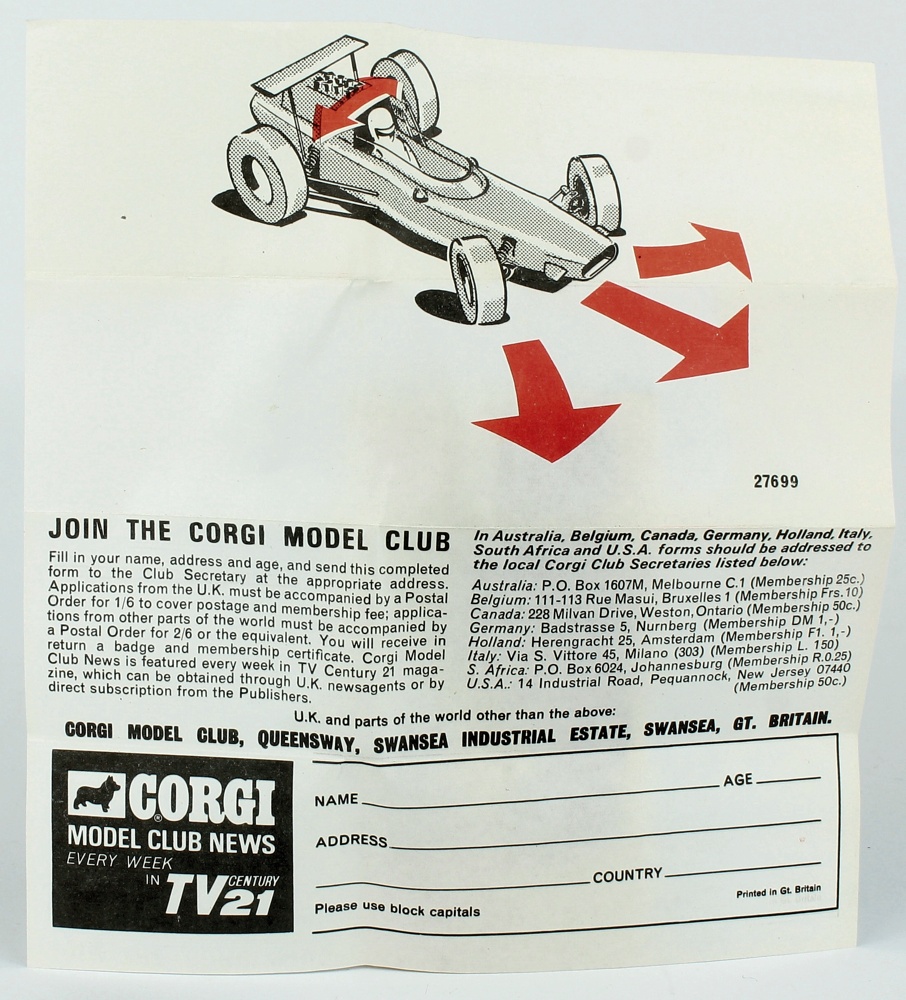 27699
JOIN THE CORGI MODEL CLUB
Fill in your name, address and age, and send this completed
form to the Club Secretary at the appropriate address.
Applications from the U.K. must be accompanied by a Postal
Order for 1/6 to cover postage and membership fee; applica-
tions from other parts of the world must be accompanied by
a Postal Order for 2/6 or the equivalent. You will receive in
return a badge and membership certificate. Corgi Model
Club News is featured every week in TV Century 21 maga-
zine, which can be obtained through U.K. newsagents or by
direct subscription from the Publishers.
In Australia, Belgium, Canada, Germany, Holland, Italy,
South Africa and U.S.A. forms should be addressed to
the local Corgi Club Secretaries listed below:
Australia: P.O. Box 1607M, Melbourne C.1 (Membership 25c.)
Belgium: 111-113 Rue Masui, Bruxelles 1 (Membership Frs. 10)
Canada: 228 Milvan Drive, Weston, Ontario (Membership 50c.)
Germany: Badstrasse 5, Nurnberg (Membership DM 1,-)
Holland: Herengracht 25, Amsterdam (Membership F1. 1,-)
Italy: Via S. Vittore 45, Milano (303) (Membership L. 150)
S. Africa: P.O. Box 6024, Johannesburg (Membership R.0.25)
U.S.A.: 14 Industrial Road, Pequannock, New Jersey 07440
(Membership 50c.)
U.K. and parts of the world other than the above:
CORGI MODEL CLUB, QUEENSWAY, SWANSEA INDUSTRIAL ESTATE, SWANSEA, GT. BRITAIN.
CORGI
®
MODEL CLUB NEWS
EVERY WEEK
IN TV CENTURY 21
NAME AGE
ADDRESS
COUNTRY
Please use block capitals
Printed in Gt. Britain